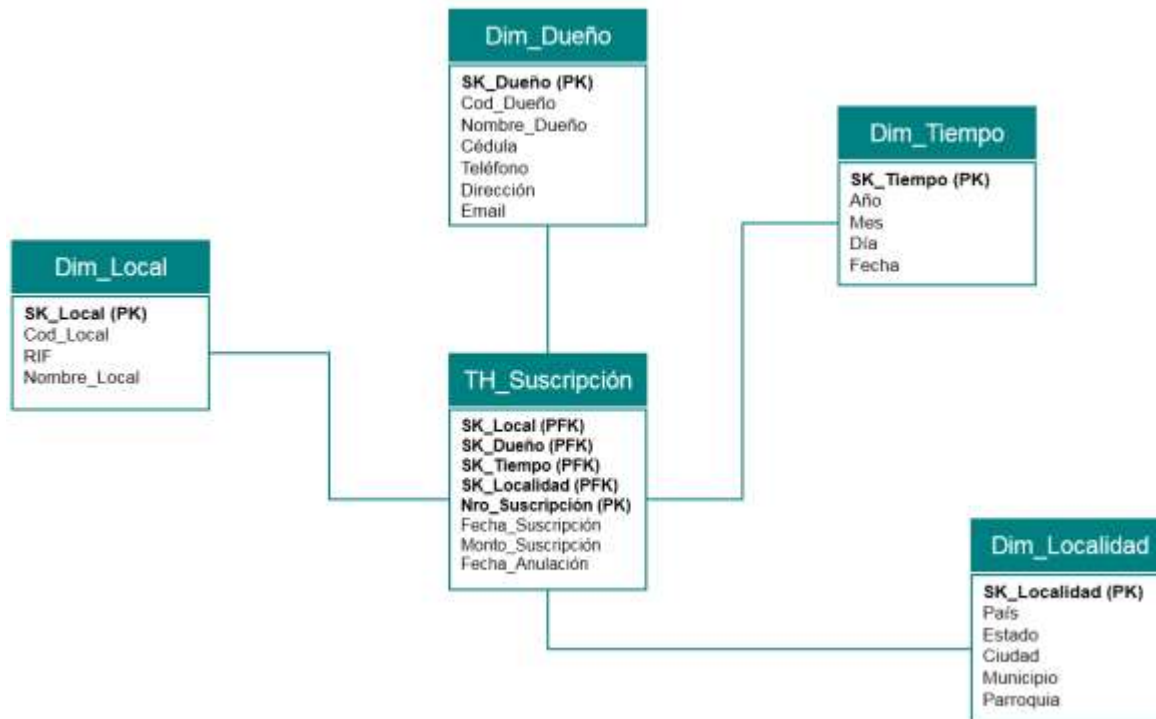 Dim_Dueño
SK_Dueño (PK)
Cod_Dueño
Nombre_Dueño
Cédula
Teléfono
Dirección
Email
Dim_Tiempo
SK_Tiempo (PK)
Año
Mes
Día
Fecha
Dim_Local
SK_Local (PK)
Cod_Local
RIF
Nombre_Local
TH_Suscripción
SK_Local (PFK)
SK_Dueño (PFK)
SK_Tiempo (PFK)
SK_Localidad (PFK)
Nro_Suscripción (PK)
Fecha_Suscripción
Monto_Suscripción
Fecha_Anulación
Dim_Localidad
SK_Localidad (PK)
País
Estado
Ciudad
Municipio
Parroquia